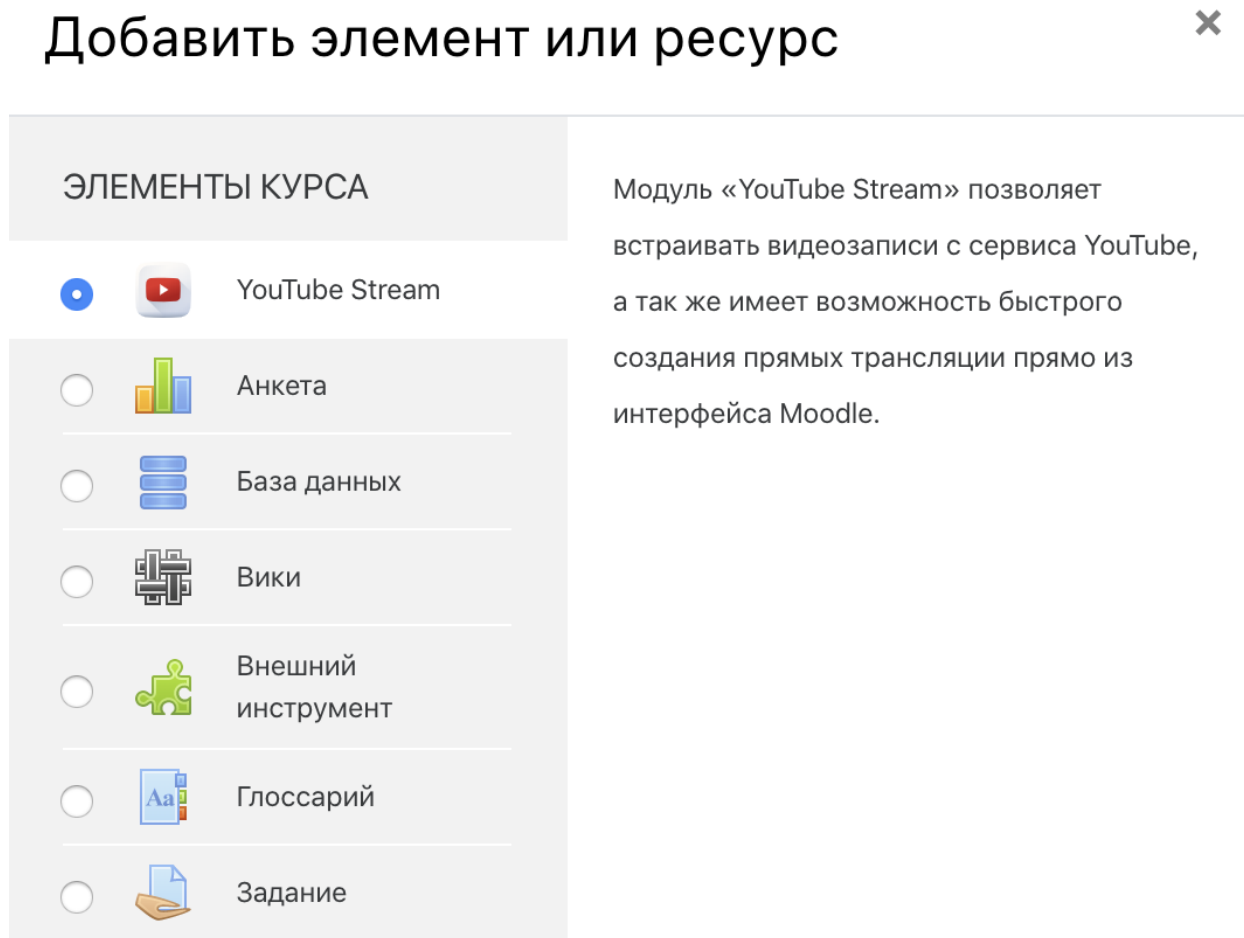 Добавить элемент или ресурс
×
ЭЛЕМЕНТЫ КУРСА
YouTube Stream
Анкета
База данных
Вики
Внешний
инструмент
Aa
Глоссарий
Задание
Модуль «YouTube Stream» позволяет
встраивать видеозаписи с сервиса YouTube,
а так же имеет возможность быстрого
создания прямых трансляции прямо из
интерфейса Moodle.